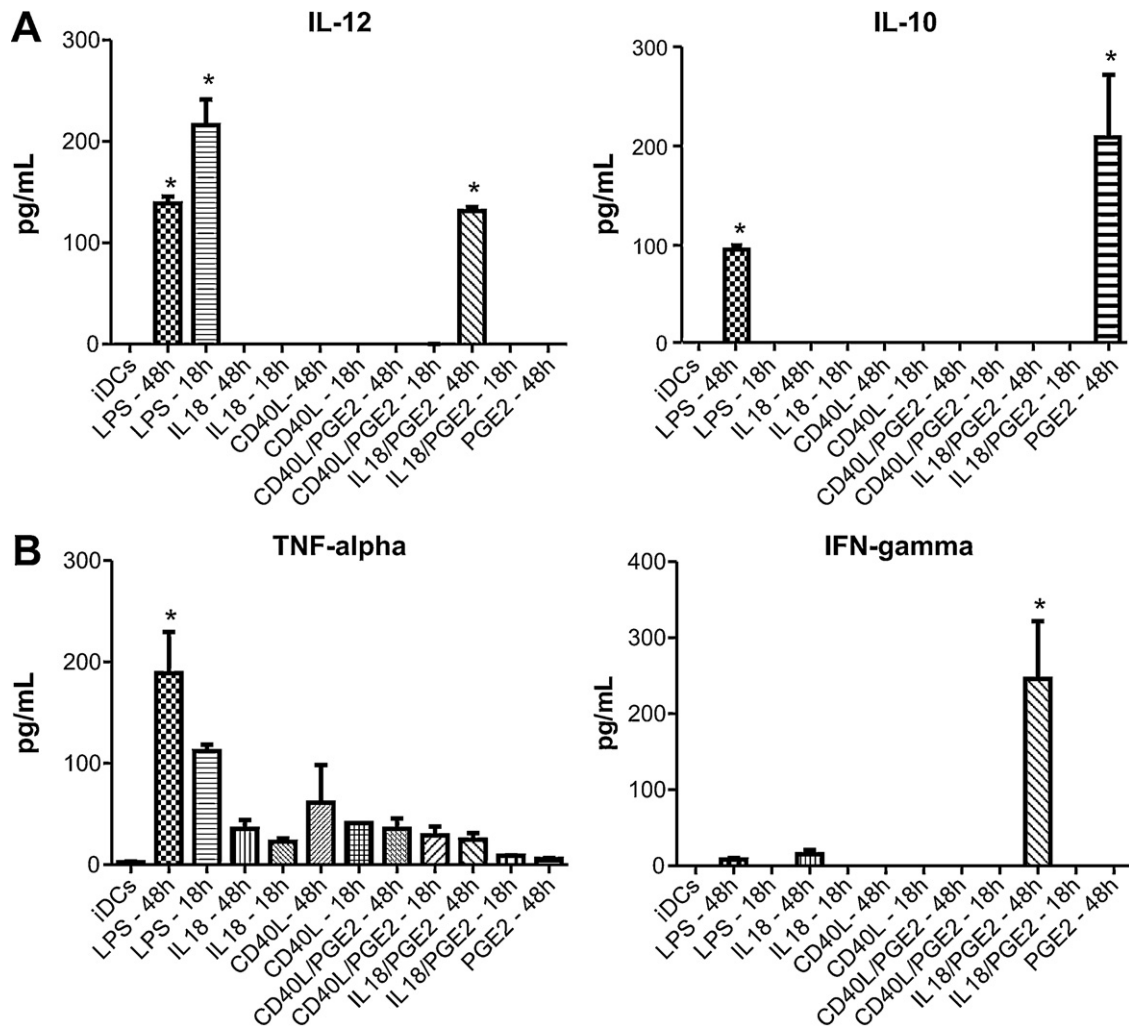 A
IL-12
pg/mL
300
200
100
0
*
*
*
iDCs
LPS - 48h
LPS - 18h
IL18 - 48h
IL18 - 18h
CD40L - 48h
CD40L - 18h
CD40L/PGE2 - 48h
CD40L/PGE2 - 18h
IL18/PGE2 - 48h
IL18/PGE2 - 18h
PGE2 - 48h
IL-10
pg/mL
300
200
100
0
*
*
iDCs
LPS - 48h
LPS - 18h
IL18 - 48h
IL18 - 18h
CD40L - 48h
CD40L - 18h
CD40L/PGE2 - 48h
CD40L/PGE2 - 18h
IL18/PGE2 - 48h
IL18/PGE2 - 18h
PGE2 - 48h
B
TNF-alpha
pg/mL
300
200
100
0
*
iDCs
LPS - 48h
LPS - 18h
IL18 - 48h
IL18 - 18h
CD40L - 48h
CD40L - 18h
CD40L/PGE2 - 48h
CD40L/PGE2 - 18h
IL18/PGE2 - 48h
IL18/PGE2 - 18h
PGE2 - 48h
IFN-gamma
pg/mL
400
300
200
100
0
*
iDCs
LPS - 48h
LPS - 18h
IL18 - 48h
IL18 - 18h
CD40L - 48h
CD40L - 18h
CD40L/PGE2 - 48h
CD40L/PGE2 - 18h
IL18/PGE2 - 48h
IL18/PGE2 - 18h
PGE2 - 48h